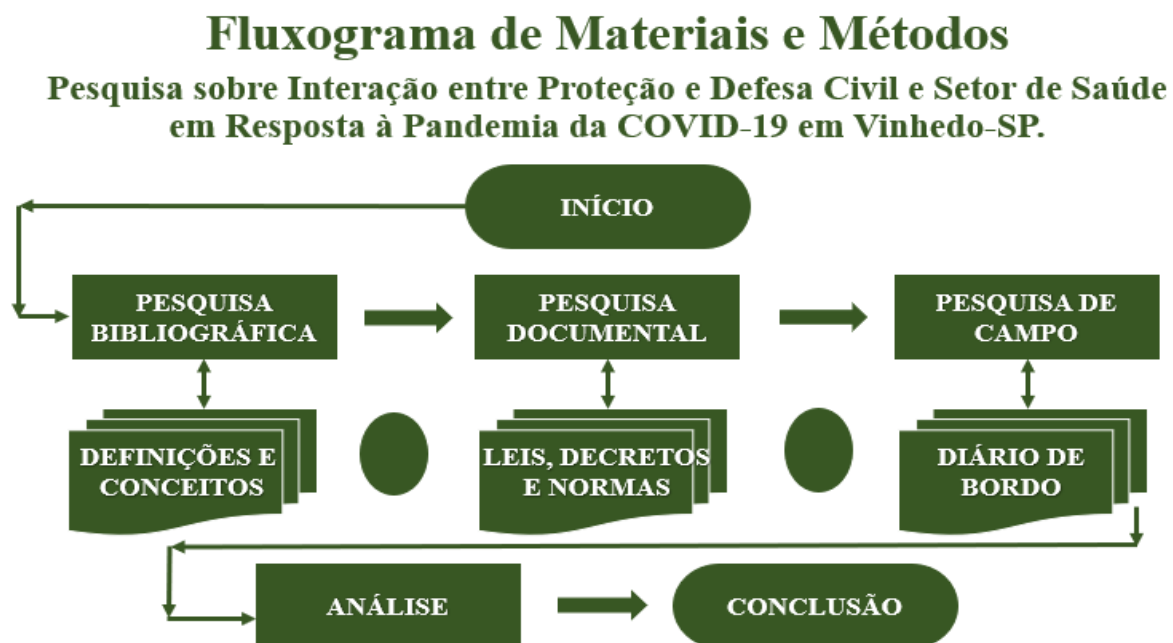 Fluxograma de Materiais e Métodos
Pesquisa sobre Interação entre Proteção e Defesa Civil e Setor de Saúde
em Resposta à Pandemia da COVID-19 em Vinhedo-SP.
INÍCIO
PESQUISA
BIBLIOGRÁFICA
PESQUISA
DOCUMENTAL
PESQUISA DE
CAMPO
DEFINIÇÕES E
CONCEITOS
LEIS, DECRETOS
E NORMAS
DIÁRIO DE
BORDO
ANÁLISE
CONCLUSÃO